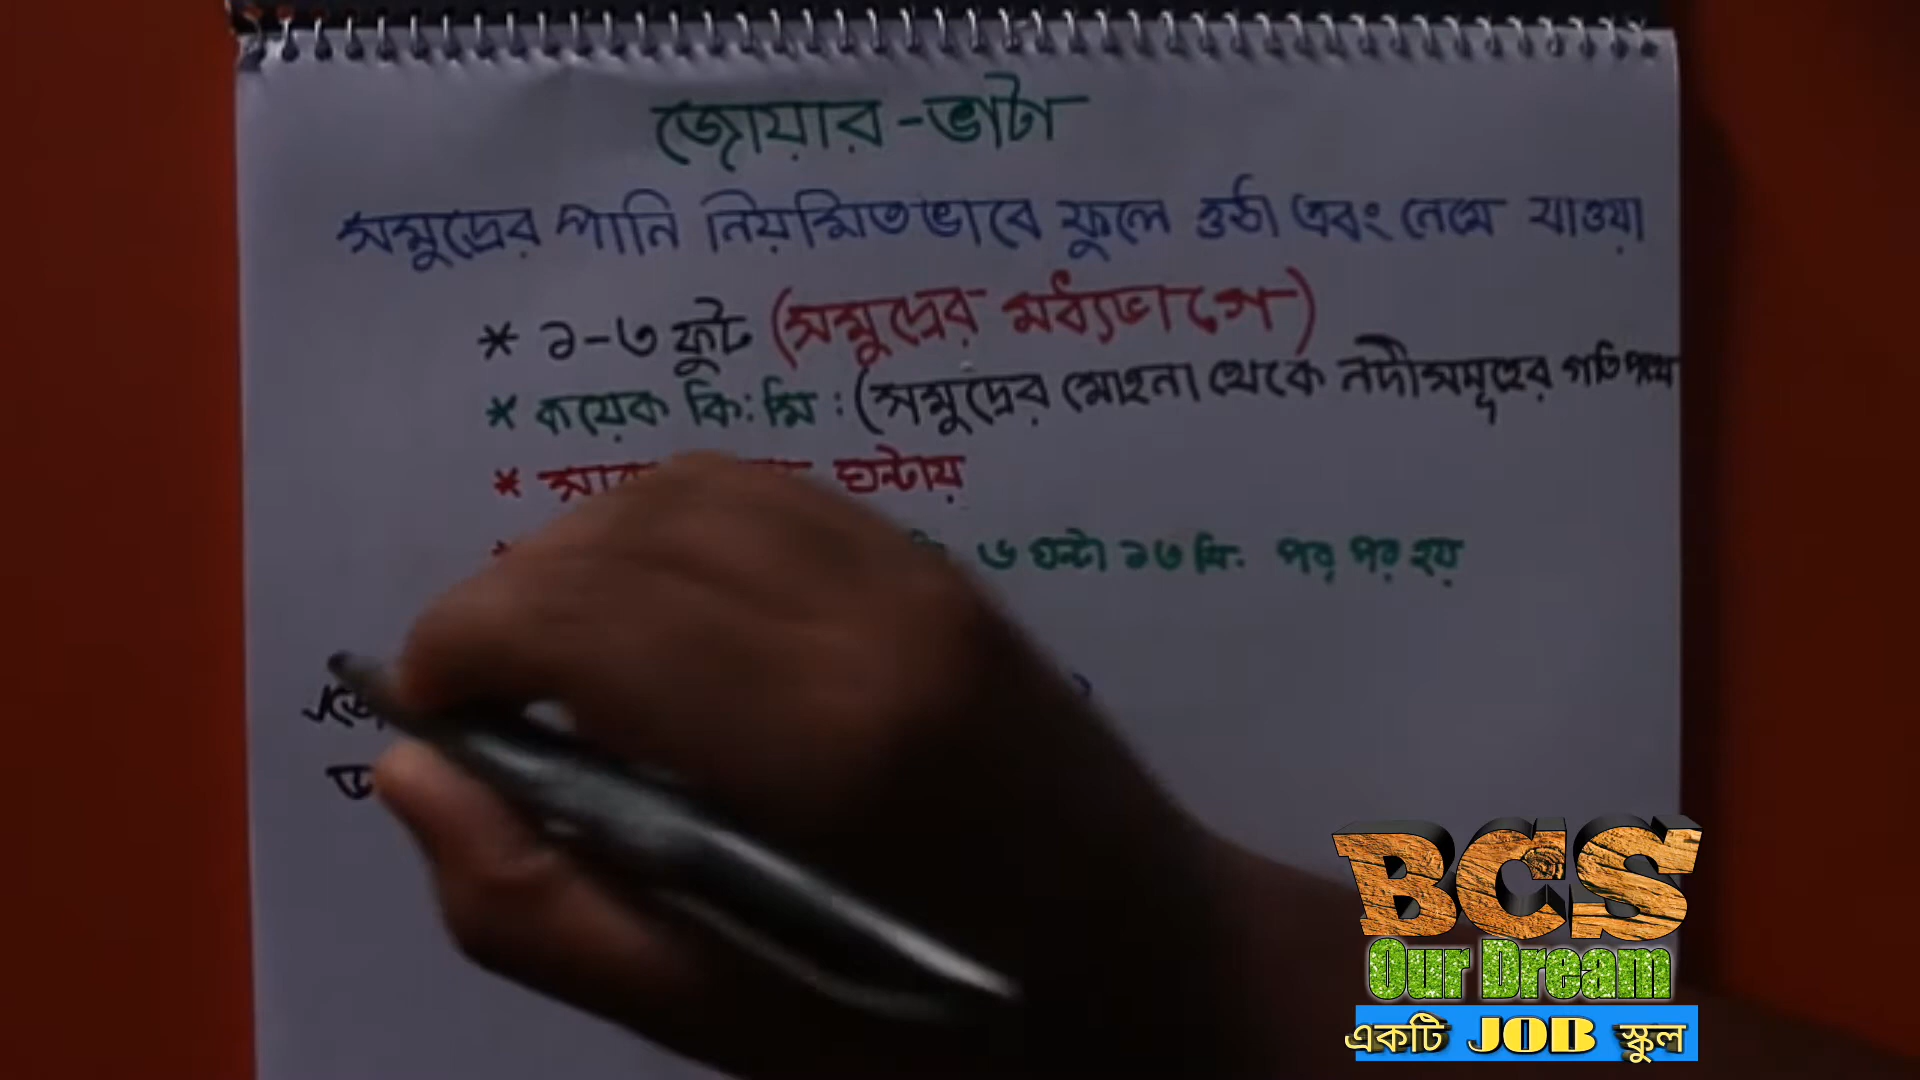 জোয়ার-ভাটা
সমুদ্রের পানি নিয়মিতভাবে ফুলে ওঠা এবং নেমে যাওয়া
* ১-৩ ফুট (সমুদ্রের মধ্যভাগে)
* কয়েক কি:মি: (সমুদ্রের মোহনা থেকে নদীসমূহের গতিপথে
* ঘন্টায়
৬ ঘন্টা ১৩ মি. পর পর হয়
BCS
Our Dream
একটি JOB স্কুল